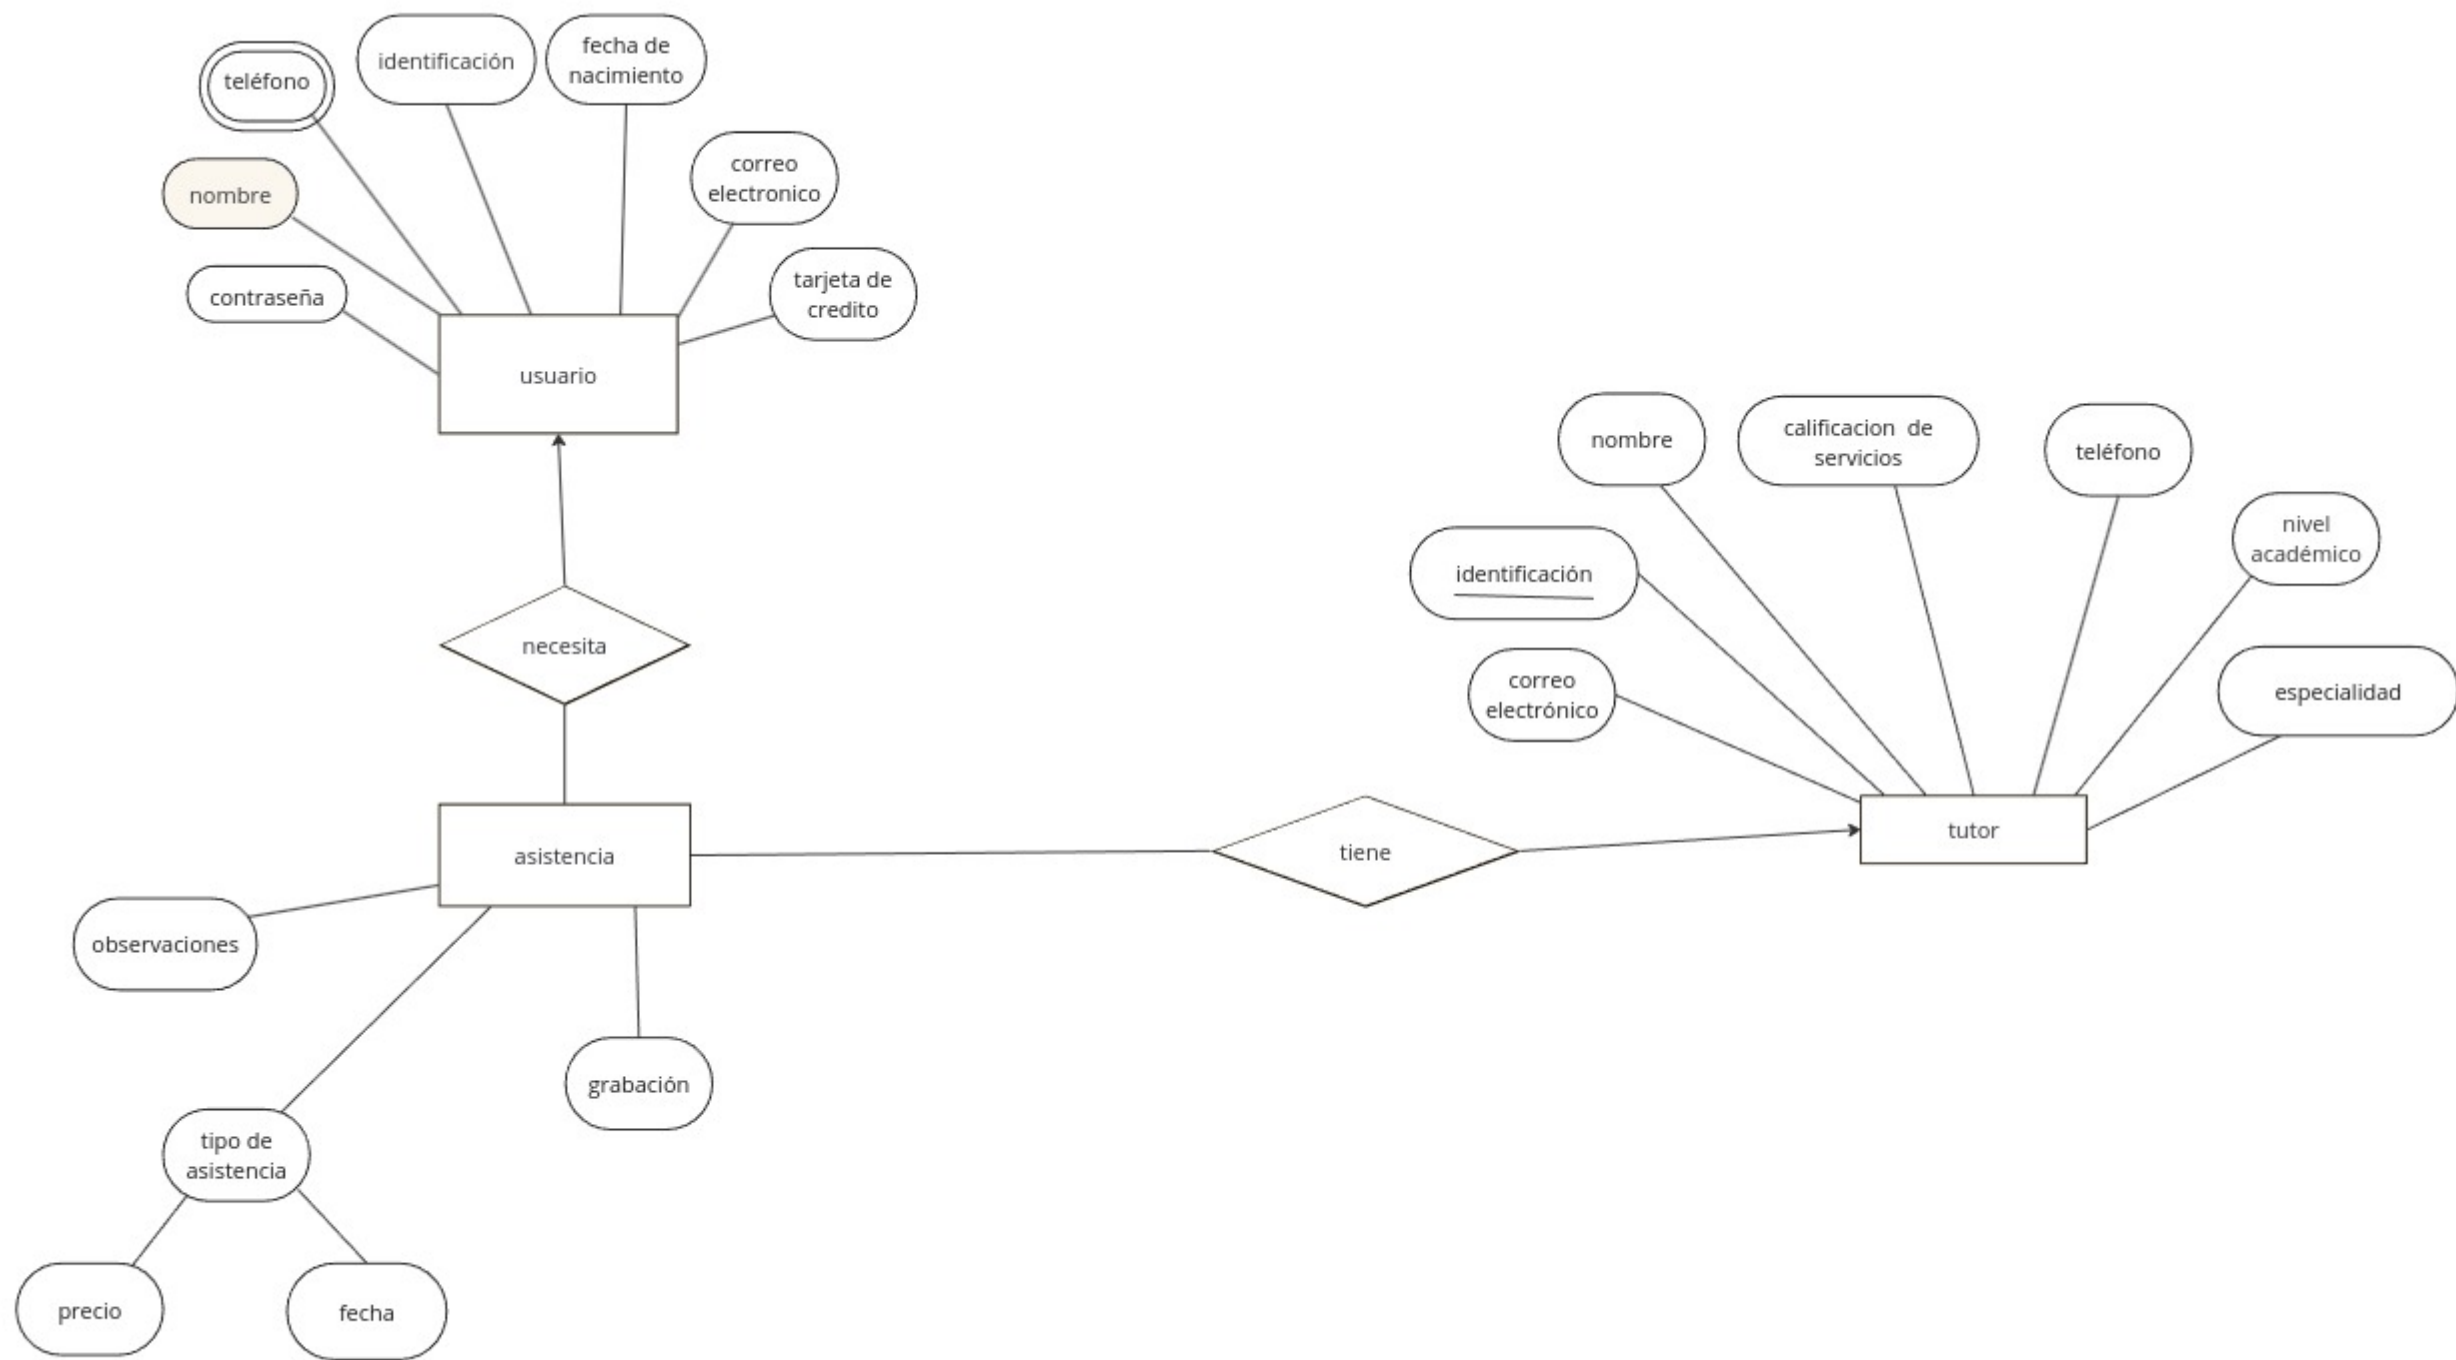 teléfono
identificación
fecha de
nacimiento
correo
electronico
nombre
tarjeta de
credito
contraseña
usuario
nombre
calificacion de
servicios
teléfono
nivel
académico
identificación
correo
electrónico
especialidad
necesita
tutor
asistencia
tiene
observaciones
grabación
tipo de
asistencia
precio
fecha